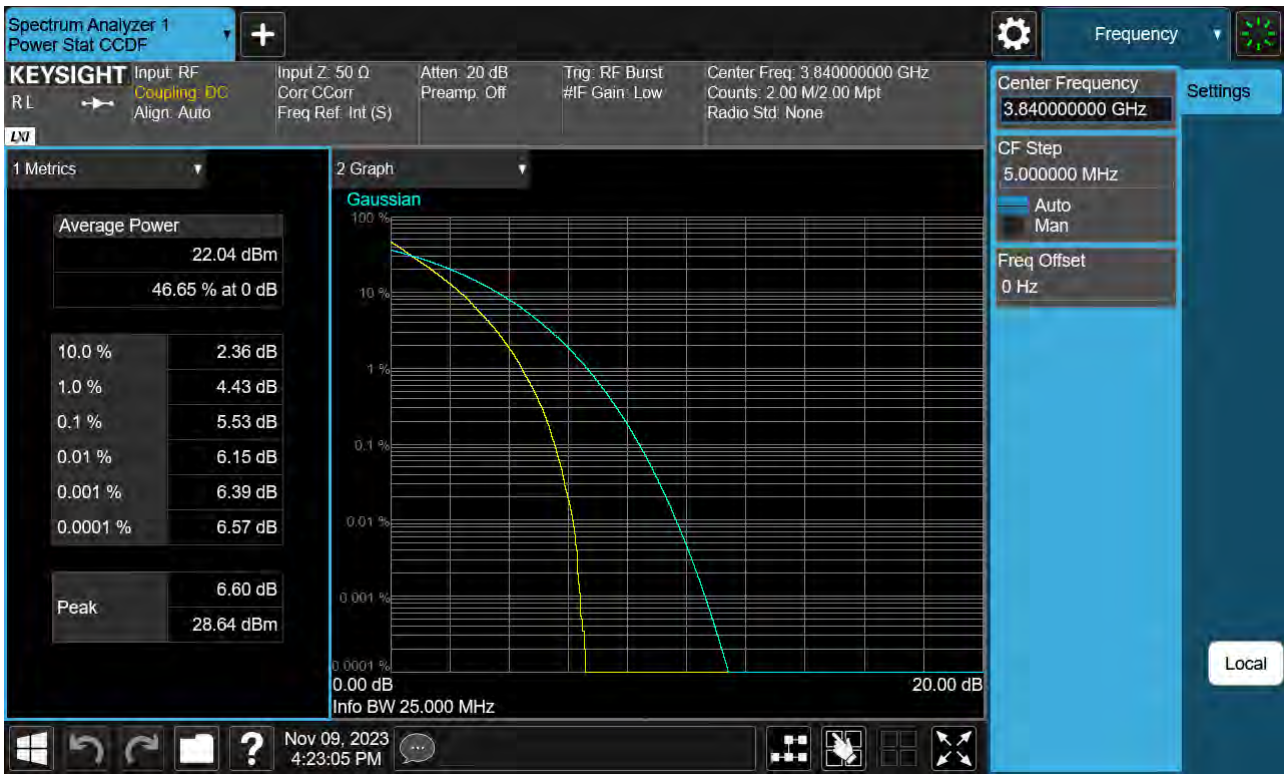 Spectrum Analyzer 1
Power Stat CCDF
Frequency
KEYSIGHT
R L
LXI
Input: RF
Coupling: DC
Align: Auto
Input Z: 50 Ω
Corr CCorr
Freq Ref: Int (S)
Atten: 20 dB
Preamp: Off
Trig: RF Burst
#IF Gain: Low
Center Freq: 3.840000000 GHz
Counts: 2.00 M/2.00 Mpt
Radio Std: None
Center Frequency
3.840000000 GHz
Settings
CF Step
5.000000 MHz
Auto
Man
Freq Offset
0 Hz
Local
1 Metrics
Average Power
22.04 dBm
46.65 % at 0 dB
10.0 % 2.36 dB
1.0 % 4.43 dB
0.1 % 5.53 dB
0.01 % 6.15 dB
0.001 % 6.39 dB
0.0001 % 6.57 dB
Peak
6.60 dB
28.64 dBm
2 Graph
Gaussian
100 %
10 %
1 %
0.1 %
0.01 %
0.001 %
0.0001 %
0.00 dB
20.00 dB
Info BW 25.000 MHz
?
Nov 09, 2023
4:23:05 PM